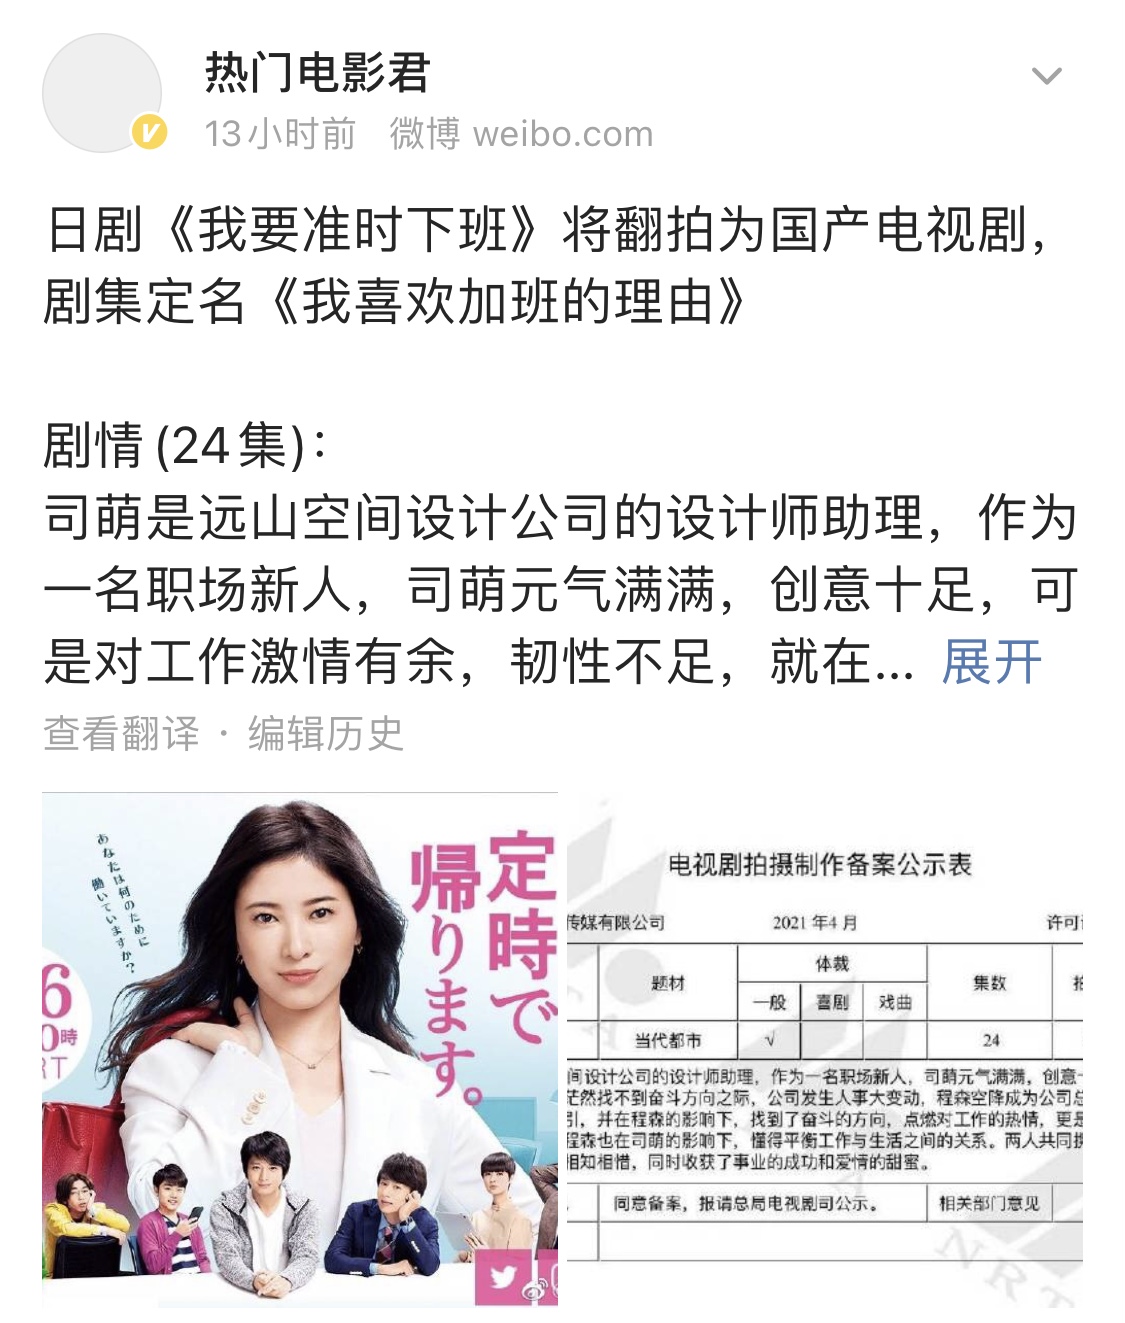 热门电影君
13小时前 微博 weibo.com
日剧《我要准时下班》将翻拍为国产电视剧，
剧集定名《我喜欢加班的理由》
剧情(24集)：
司萌是远山空间设计公司的设计师助理，作为
一名职场新人，司萌元气满满，创意十足，可
是对工作激情有余，韧性不足，就在... 展开
查看翻译 · 编辑历史
あなたは何のために
働いていますか？
定時で
帰ります。
6
0時
RT
电视剧拍摄制作备案公示表
传媒有限公司 2021年4月 许可
题材 体裁 集数
一般 喜剧 戏曲
当代都市 √ 24
间设计公司的设计师助理，作为一名职场新人，司萌元气满满，创意
茫然找不到奋斗方向之际，公司发生人事大变动，程森空降成为公司总
引，并在程森的影响下，找到了奋斗的方向，点燃对工作的热情，更是
程森也在司萌的影响下，懂得平衡工作与生活之间的关系。两人共同携
相知相惜，同时收获了事业的成功和爱情的甜蜜。
同意备案，报请总局电视剧司公示。 相关部门意见
NRT